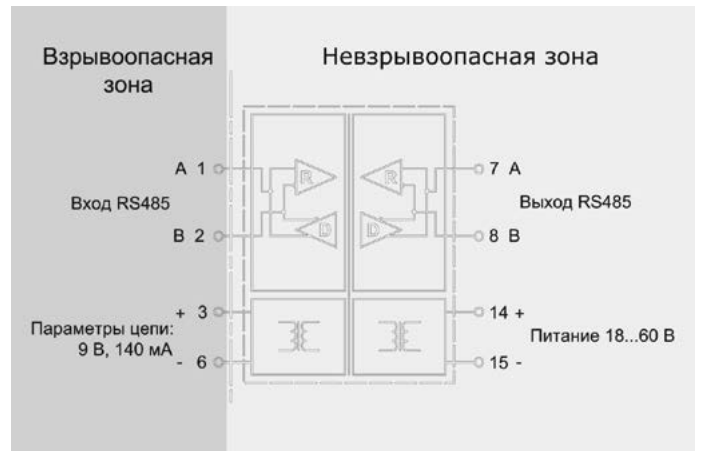 Взрывоопасная
зона
Невзрывоопасная зона
A 1
Вход RS485
B 2
R
D
R
D
7 A
Выход RS485
8 B
+ 3
Параметры цепи:
9 В, 140 мА
- 6
14 +
Питание 18...60 В
15 -